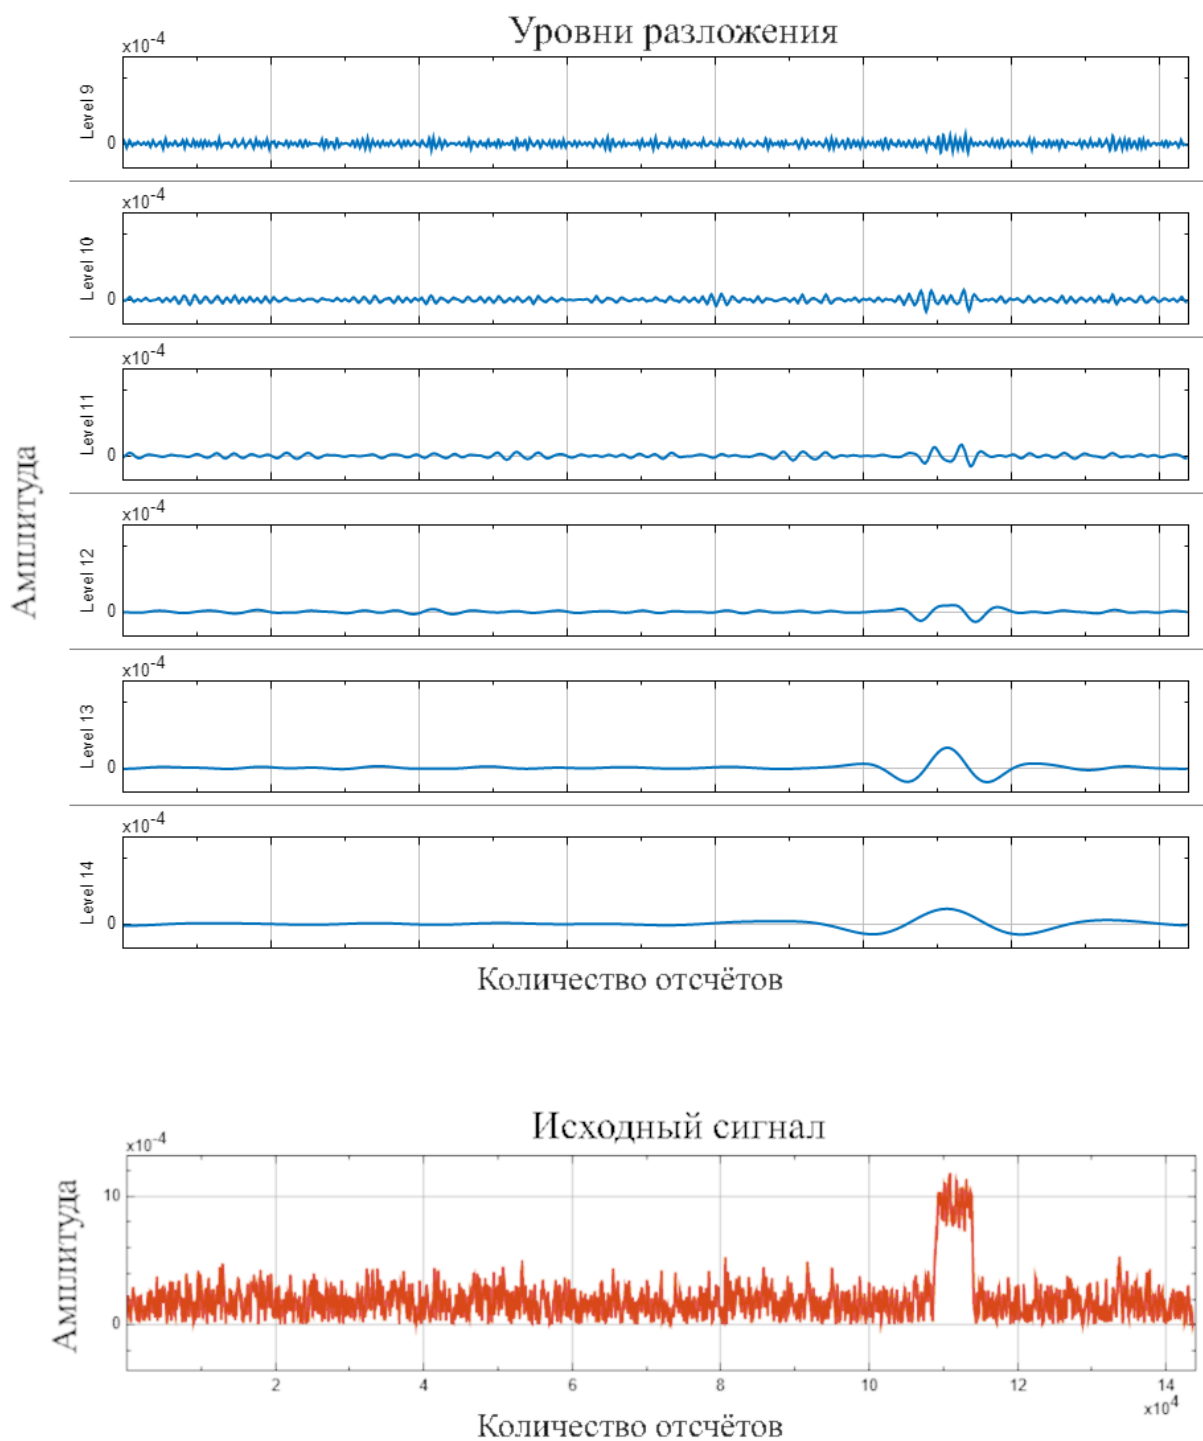 Уровни разложения
x10-4
Level 9
0
x10-4
Level 10
0
x10-4
Level 11
0
x10-4
Level 12
0
x10-4
Level 13
0
x10-4
Level 14
0
Амплитуда
Количество отсчётов
Исходный сигнал
x10-4
10
0
Амплитуда
2 4 6 8 10 12 14
x104
Количество отсчётов